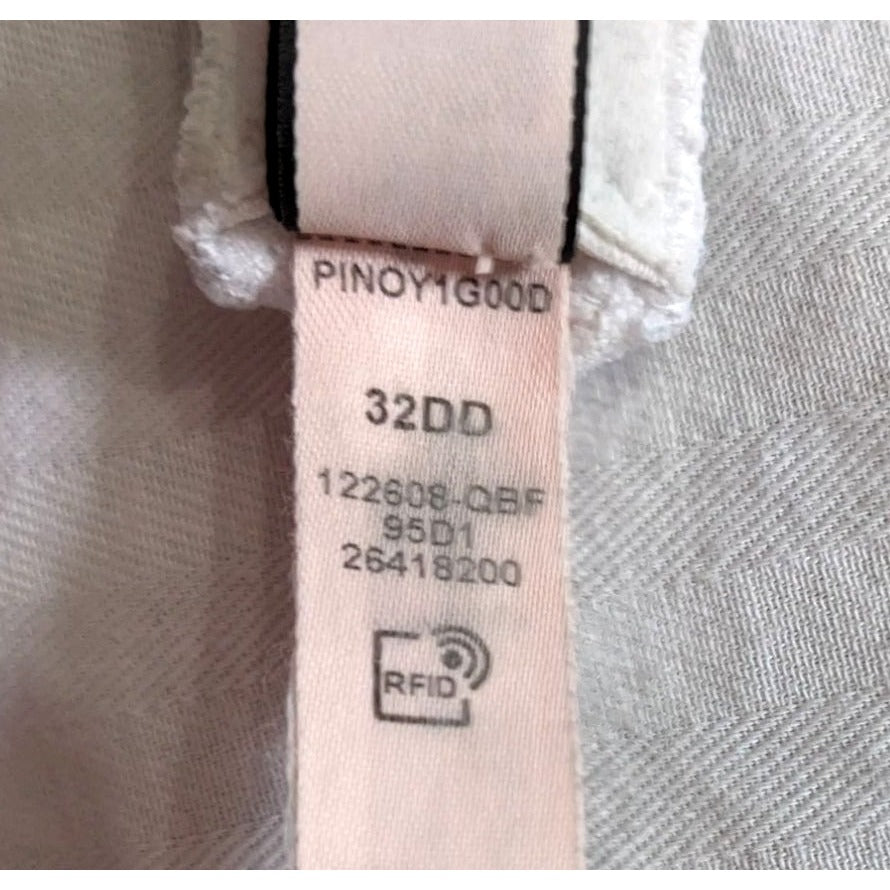 PINOY1G00D
32DD
122608-QBF
95D1
26418200
RFID